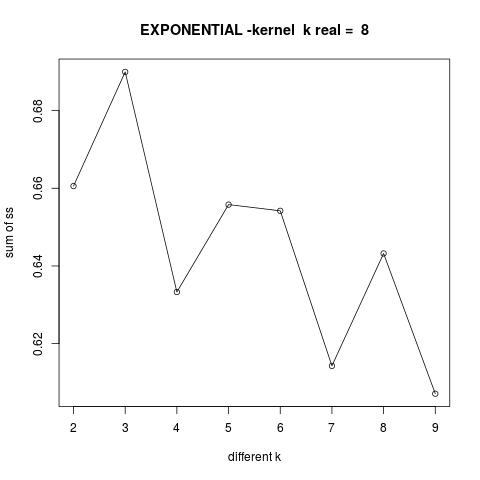 EXPONENTIAL -kernel  k real =  8
sum of ss
0.68
0.66
0.64
0.62
2 3 4 5 6 7 8 9
different k